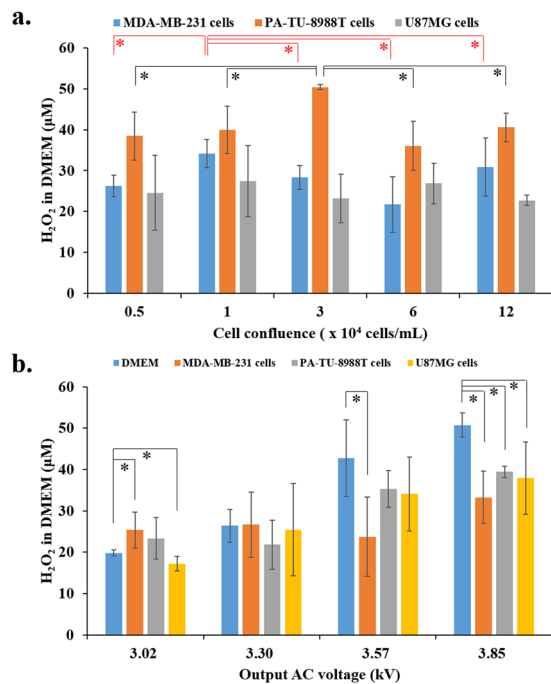 a.
MDA-MB-231 cells PA-TU-8988T cells U87MG cells
H₂O₂ in DMEM (μM)
60
50
40
30
20
10
0
* * * *
* * * *
0.5 1 3 6 12
Cell confluence ( x 10⁴ cells/mL)
b.
DMEM MDA-MB-231 cells PA-TU-8988T cells U87MG cells
H₂O₂ in DMEM (μM)
60
50
40
30
20
10
0
* * * * * *
3.02 3.30 3.57 3.85
Output AC voltage (kV)